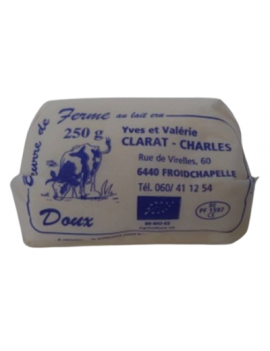 Beurre de Ferme au lait cru
250 g
Yves et Valérie
CLARAT - CHARLES
Rue de Virelles, 60
6440 FROIDCHAPELLE
Tél. 060/ 41 12 54
Doux